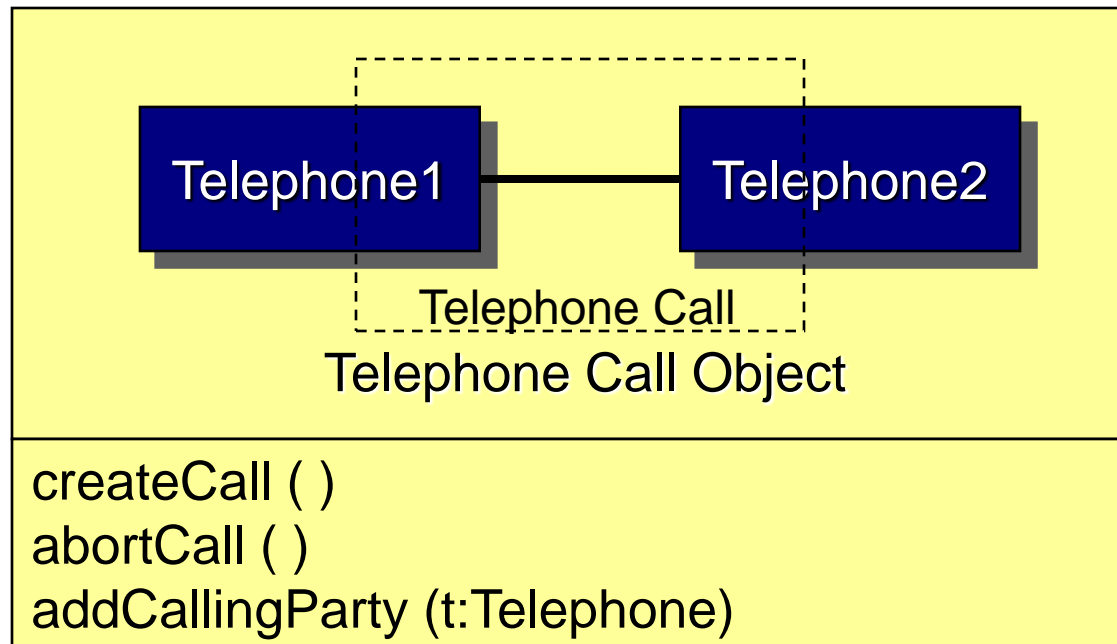 Telephone1
Telephone2
Telephone Call
Telephone Call Object
createCall ( )
abortCall ( )
addCallingParty (t:Telephone)